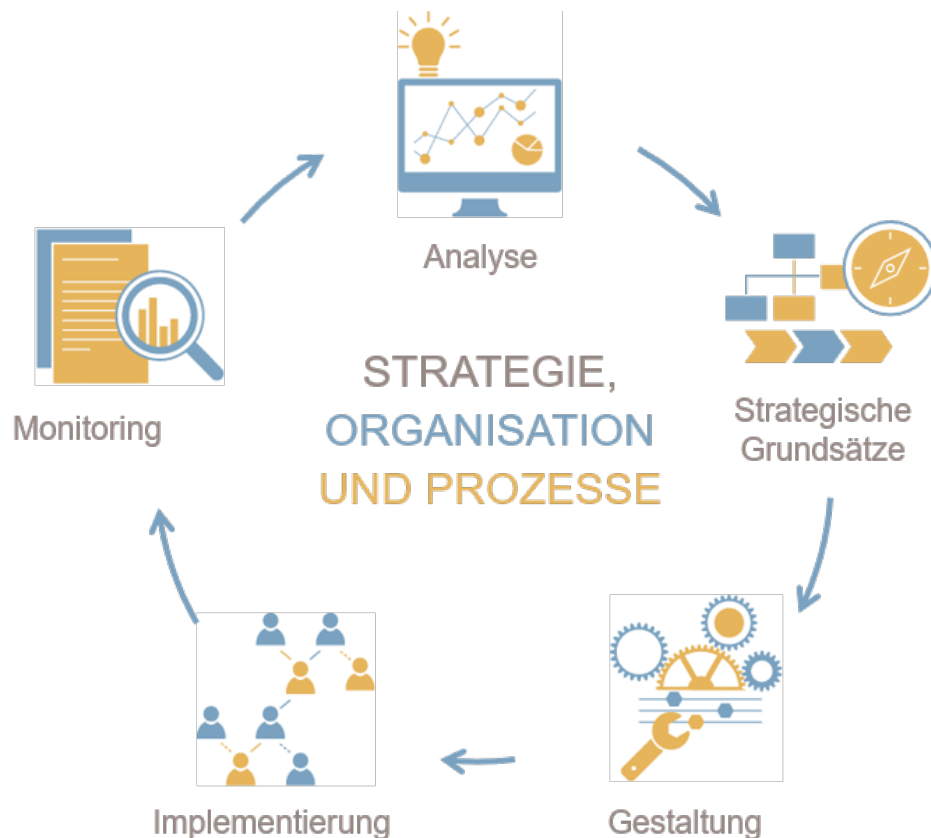 Analyse
Strategische
Grundsätze
Gestaltung
Implementierung
Monitoring
STRATEGIE,
ORGANISATION
UND PROZESSE